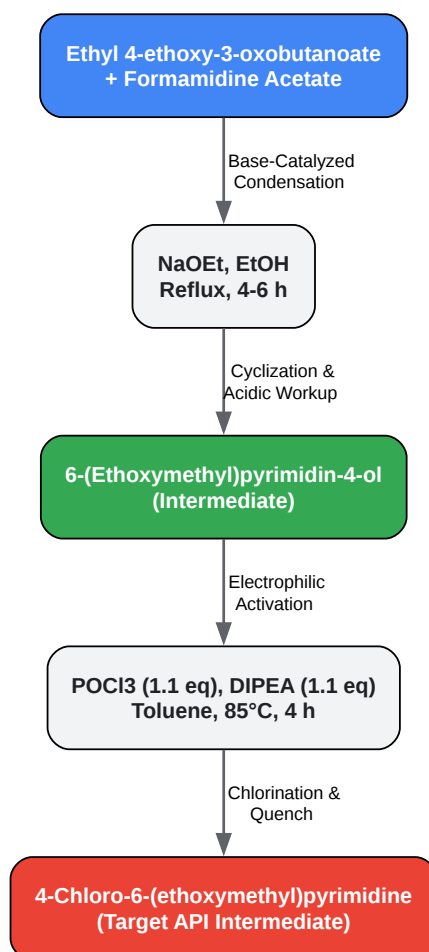 Ethyl 4-ethoxy-3-oxobutanoate
+ Formamidine Acetate
Base-Catalyzed
Condensation
NaOEt, EtOH
Reflux, 4-6 h
Cyclization &
Acidic Workup
6-(Ethoxymethyl)pyrimidin-4-ol
(Intermediate)
Electrophilic
Activation
POCl3 (1.1 eq), DIPEA (1.1 eq)
Toluene, 85°C, 4 h
Chlorination &
Quench
4-Chloro-6-(ethoxymethyl)pyrimidine
(Target API Intermediate)